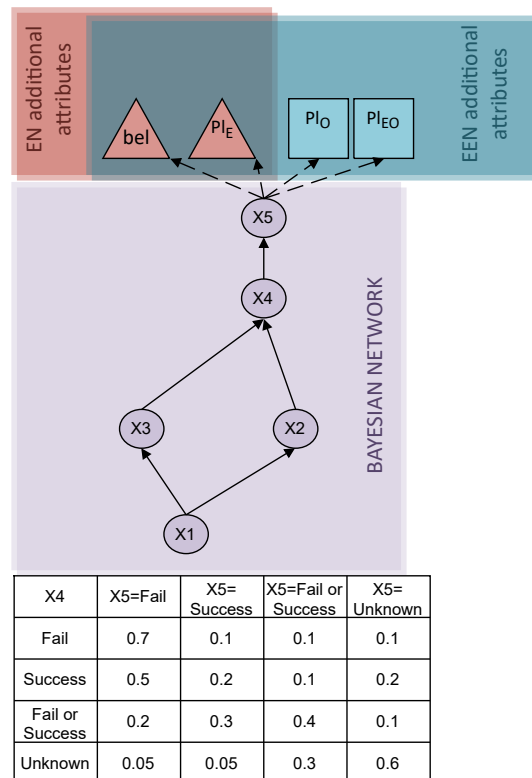 EN additional
attributes
EEN additional
attributes
bel
Pl_E
Pl_O
Pl_EO
X5
X4
X3
X2
X1
BAYESIAN NETWORK
X4
X5=Fail
X5=
Success
X5=Fail or
Success
X5=
Unknown
Fail
0.7
0.1
0.1
0.1
Success
0.5
0.2
0.1
0.2
Fail or
Success
0.2
0.3
0.4
0.1
Unknown
0.05
0.05
0.3
0.6